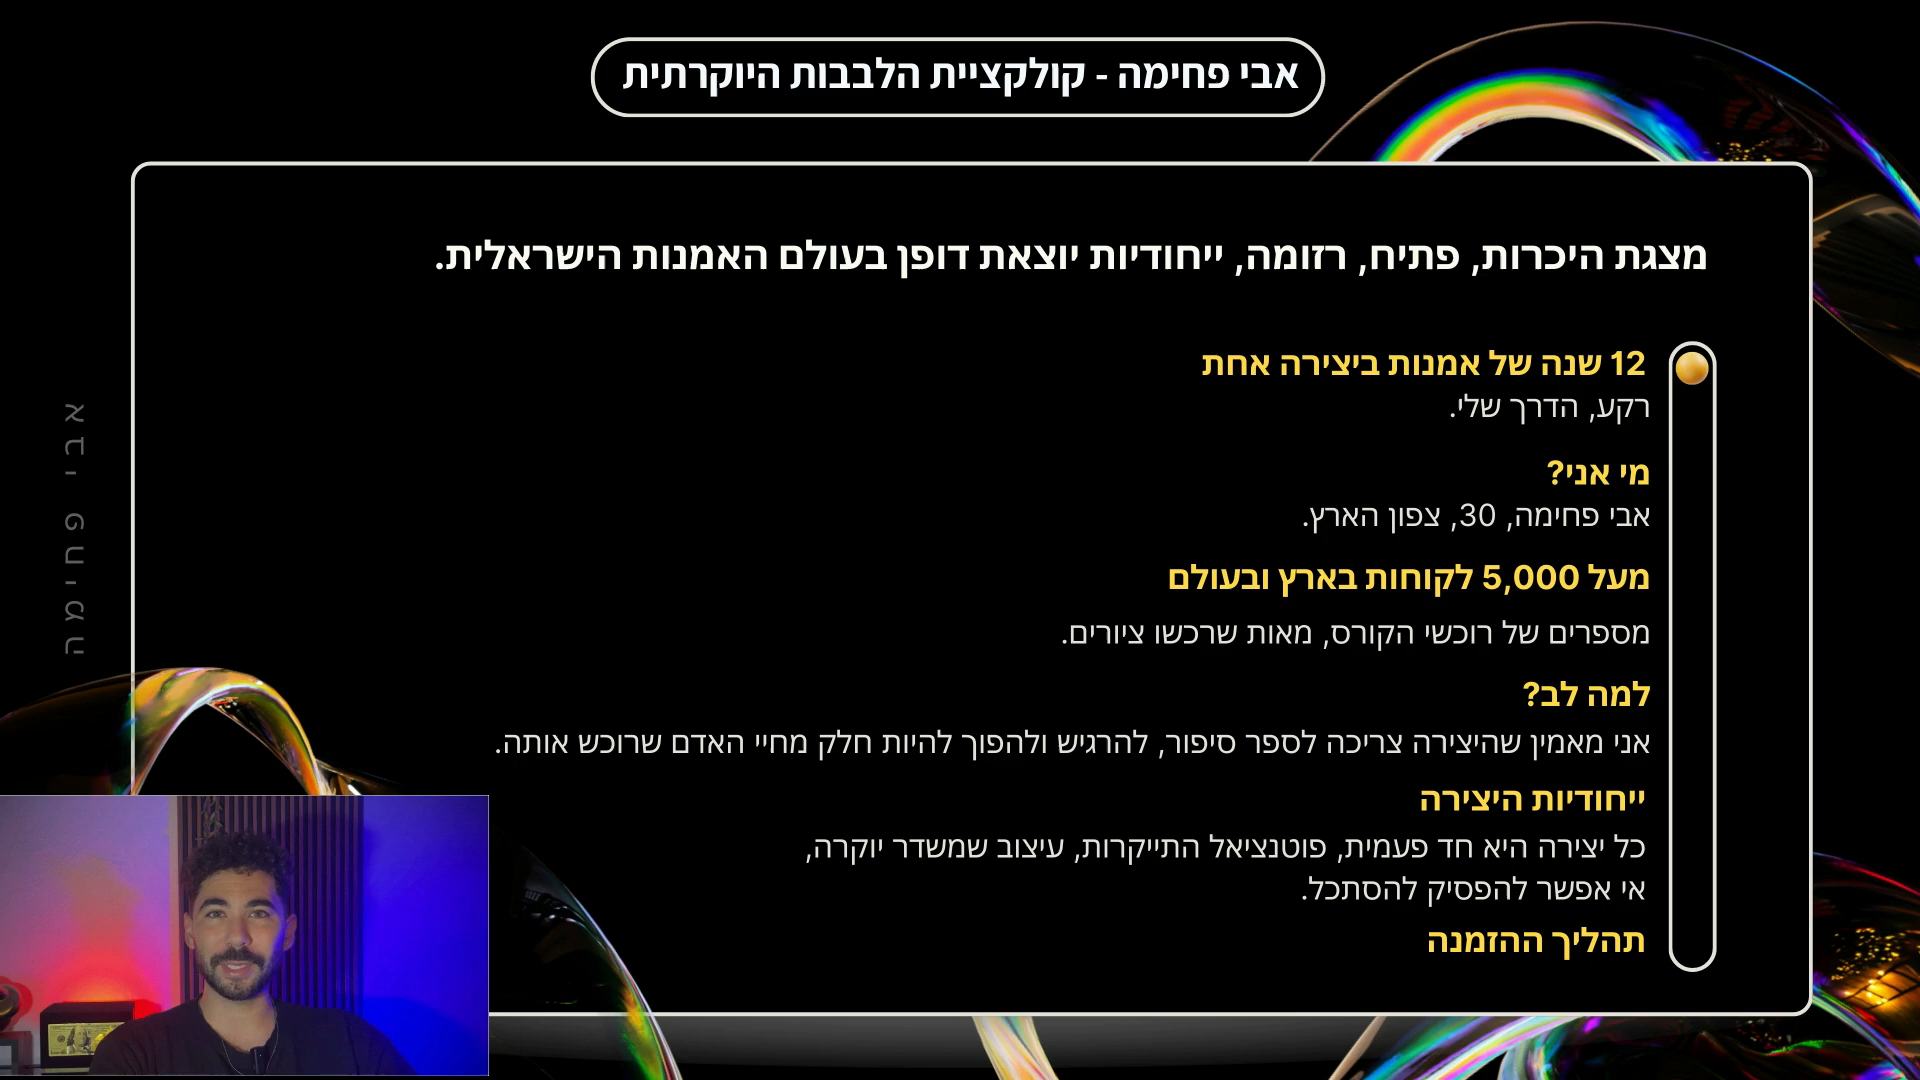 אבי פחימה - קולקציית הלבבות היוקרתית
מצגת היכרות, פתיח, רזומה, ייחודיות יוצאת דופן בעולם האמנות הישראלית.
12 שנה של אמנות ביצירה אחת
רקע, הדרך שלי.
מי אני?
אבי פחימה, 30, צפון הארץ.
מעל 5,000 לקוחות בארץ ובעולם
מספרים של רוכשי הקורס, מאות שרכשו ציורים.
למה לב?
אני מאמין שהיצירה צריכה לספר סיפור, להרגיש ולהפוך להיות חלק מחיי האדם שרוכש אותה.
ייחודיות היצירה
כל יצירה היא חד פעמית, פוטנציאל התייקרות, עיצוב שמשדר יוקרה,
אי אפשר להפסיק להסתכל.
תהליך ההזמנה
אבי פחימה